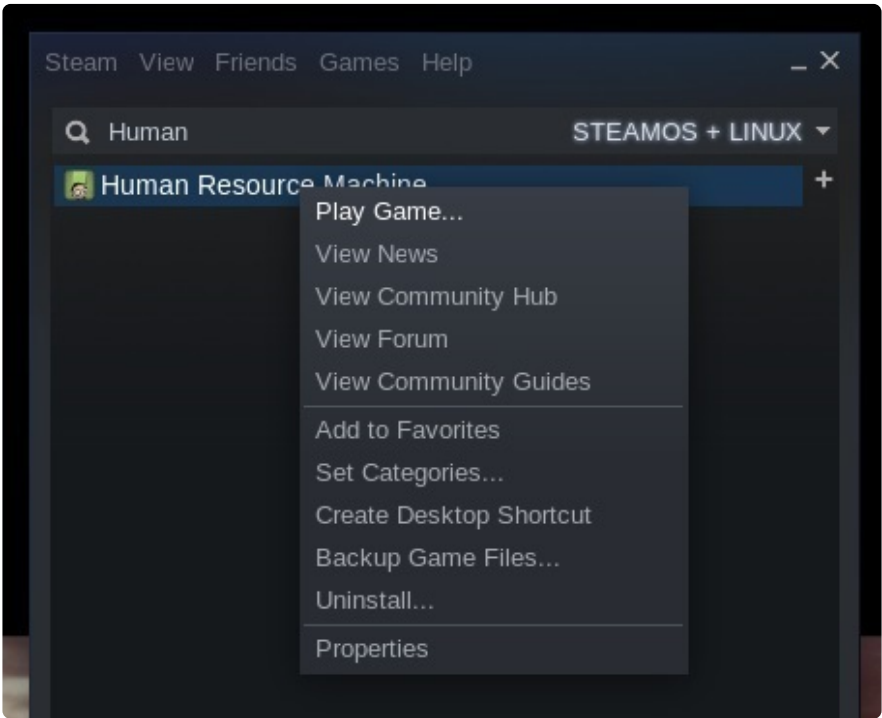 Steam View Friends Games Help
Human STEAMOS + LINUX
Human Resource Machine
Play Game...
View News
View Community Hub
View Forum
View Community Guides
Add to Favorites
Set Categories...
Create Desktop Shortcut
Backup Game Files...
Uninstall...
Properties